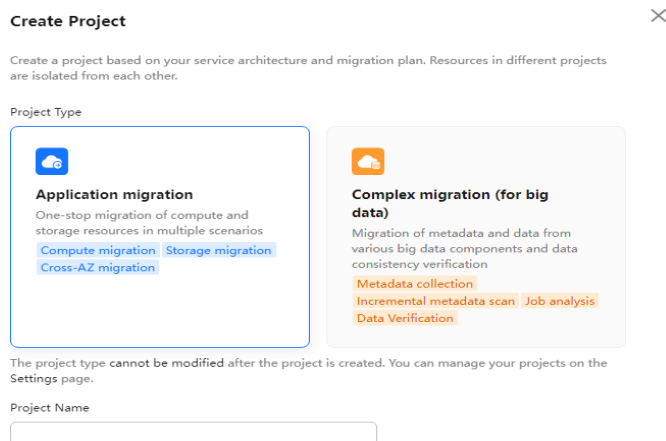 Create Project
Create a project based on your service architecture and migration plan. Resources in different projects
are isolated from each other.
Project Type
Application migration
One-stop migration of compute and
storage resources in multiple scenarios
Compute migration Storage migration
Cross-AZ migration
Complex migration (for big
data)
Migration of metadata and data from
various big data components and data
consistency verification
Metadata collection
Incremental metadata scan Job analysis
Data Verification
The project type cannot be modified after the project is created. You can manage your projects on the
Settings page.
Project Name